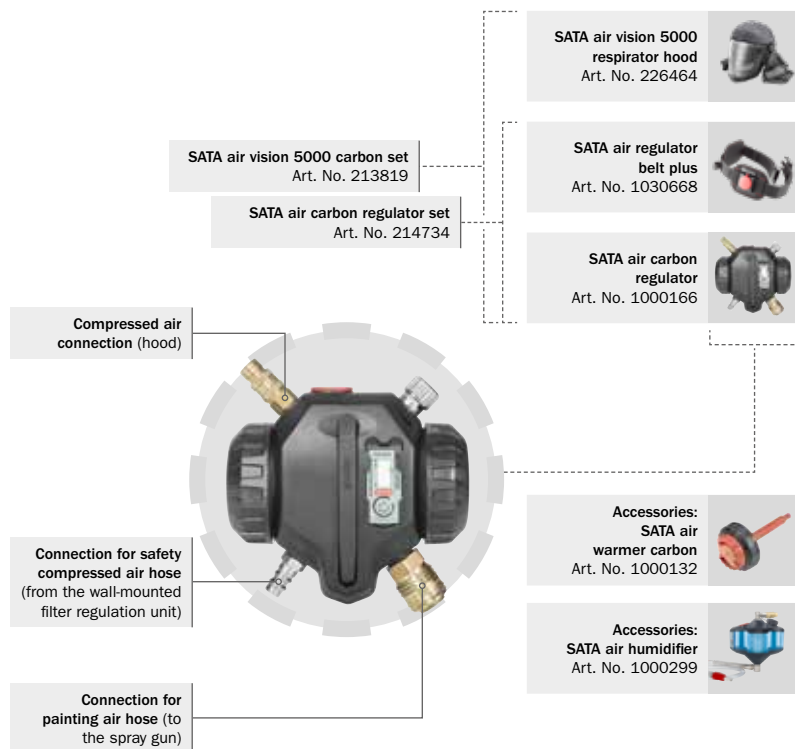 SATA air vision 5000
respirator hood
Art. No. 226464
SATA air vision 5000 carbon set
Art. No. 213819
SATA air regulator
belt plus
Art. No. 1030668
SATA air carbon regulator set
Art. No. 214734
SATA air carbon
regulator
Art. No. 1000166
Compressed air
connection (hood)
Connection for safety
compressed air hose
(from the wall-mounted
filter regulation unit)
Connection for
painting air hose (to
the spray gun)
Accessories:
SATA air
warmer carbon
Art. No. 1000132
Accessories:
SATA air humidifier
Art. No. 1000299